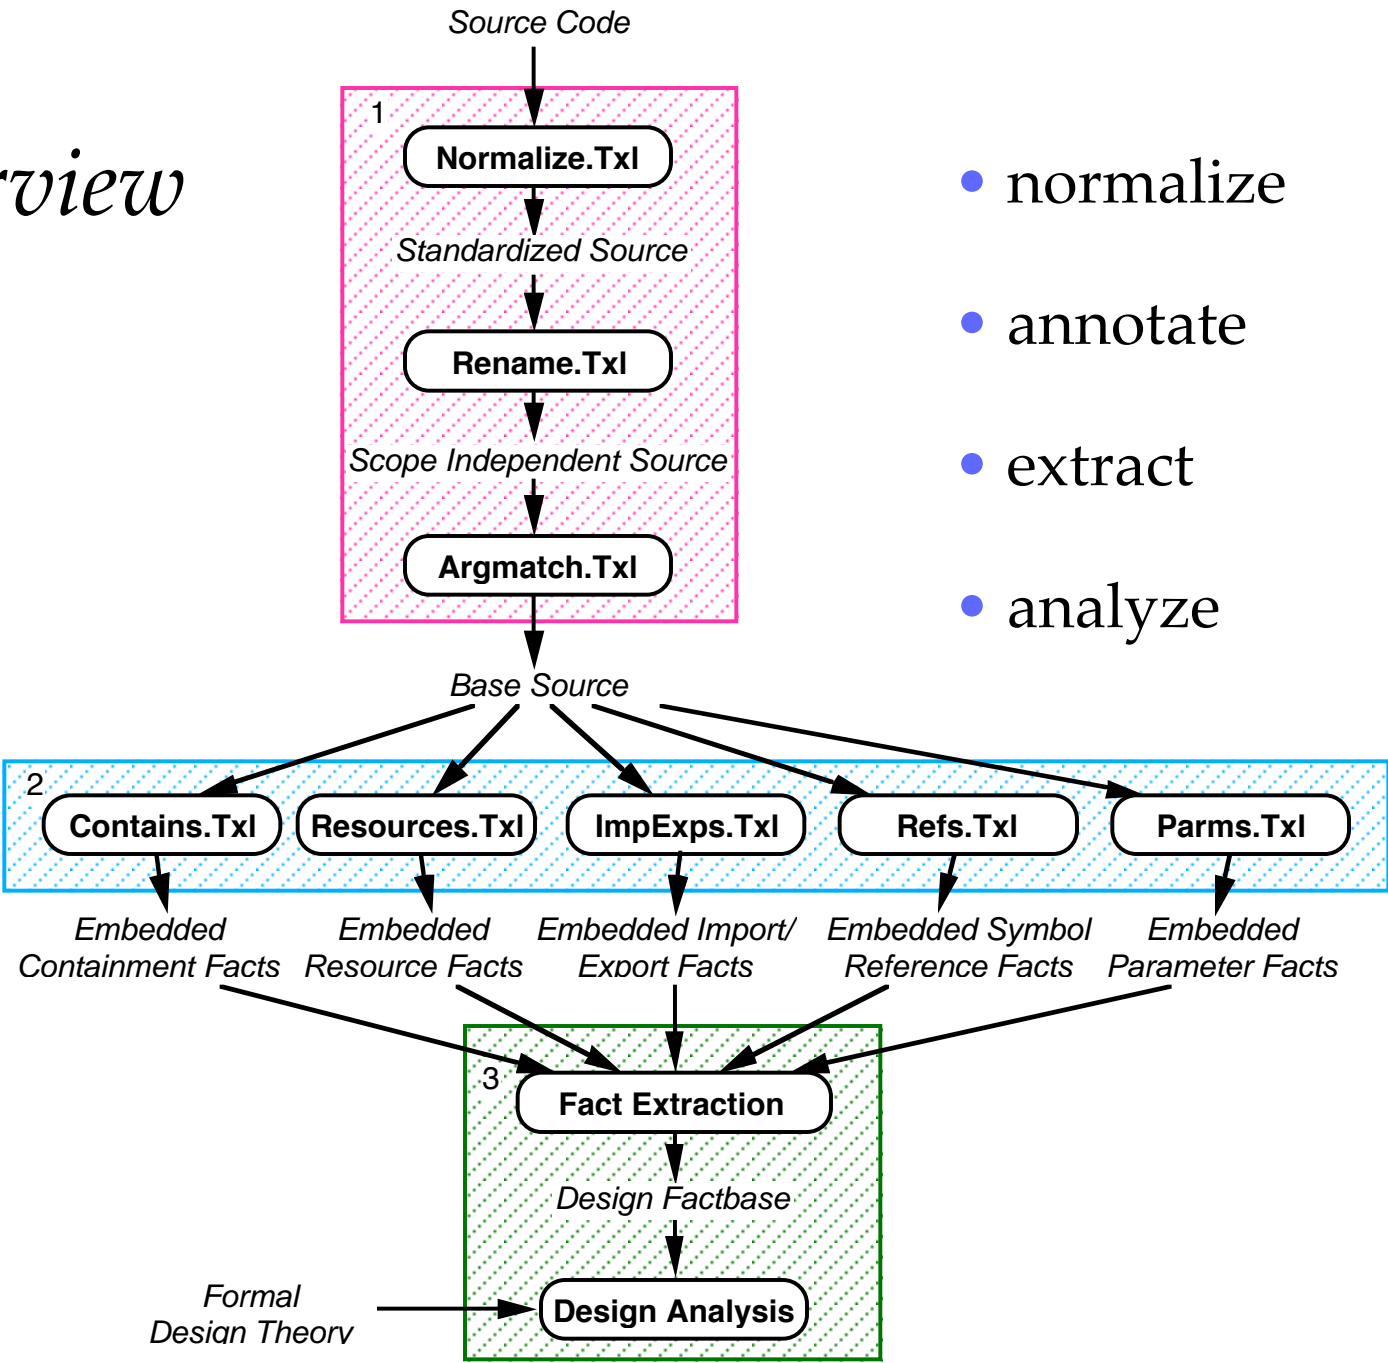 Source Code
1
Normalize.Txl
rview
• normalize
Standardized Source
• annotate
Rename.Txl
Scope Independent Source
• extract
Argmatch.Txl
• analyze
Base Source
2
Contains.Txl Resources.Txl ImpExps.Txl Refs.Txl Parms.Txl
Embedded Embedded Embedded Import/ Embedded Symbol Embedded
Containment Facts Resource Facts Export Facts Reference Facts Parameter Facts
3
Fact Extraction
Design Factbase
Formal
Design Theory
Design Analysis